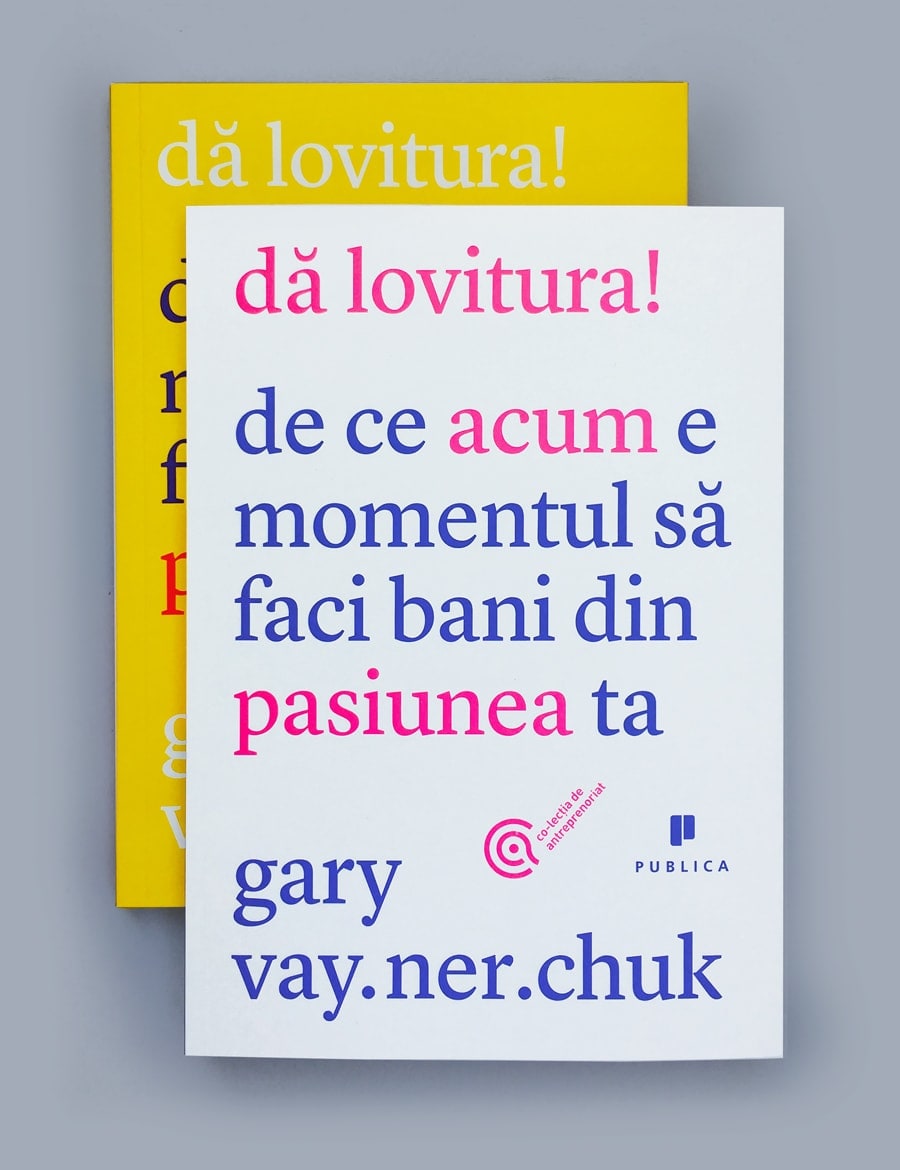 dă lovitura!
dă lovitura!
de ce acum e
momentul să
faci bani din
pasiunea ta
co-lecția de
antreprenoriat
PUBLICA
gary
vay.ner.chuk